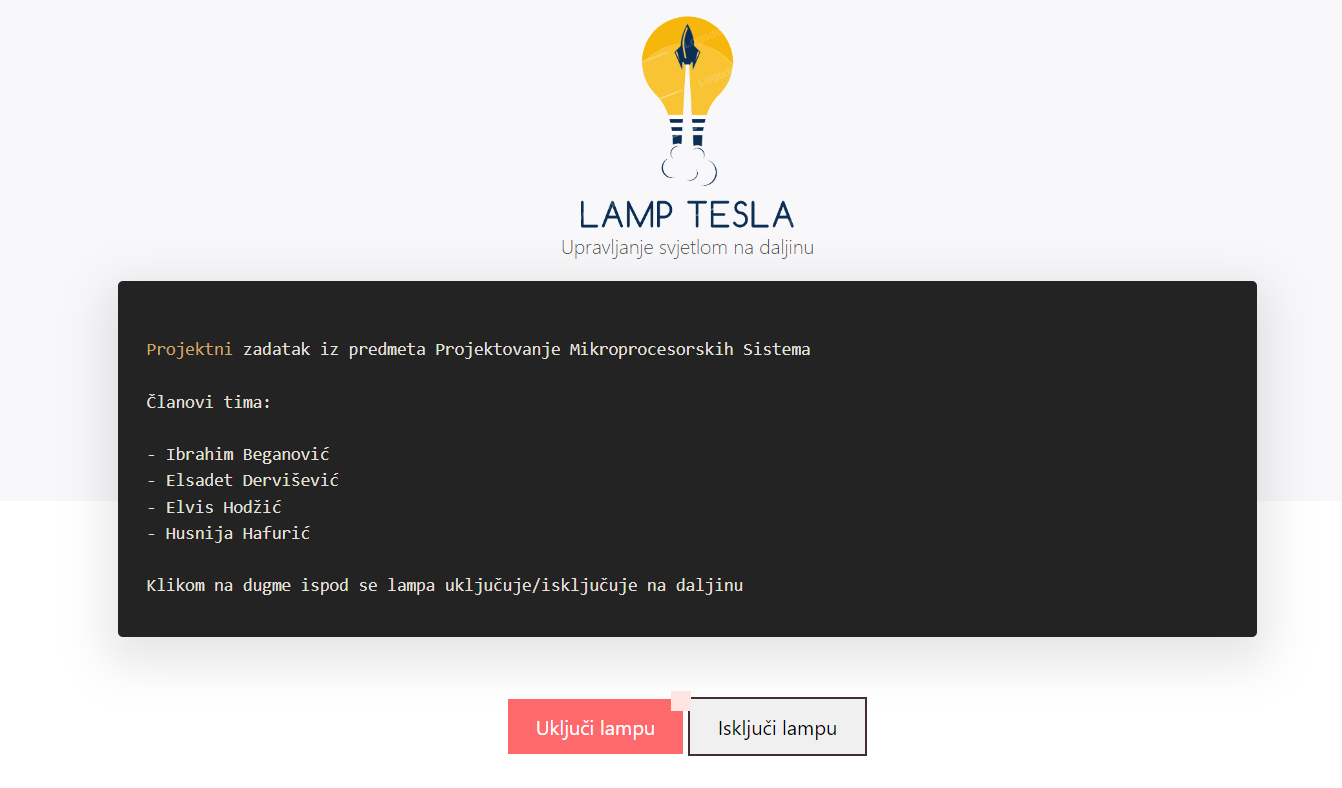 LAMP TESLA
Upravljanje svjetlom na daljinu
Projektni zadatak iz predmeta Projektovanje Mikroprocesorskih Sistema
Članovi tima:
- Ibrahim Beganović
- Elsadet Dervišević
- Elvis Hodžić
- Husnija Hafurić
Klikom na dugme ispod se lampa uključuje/isključuje na daljinu
Uključi lampu
Isključi lampu